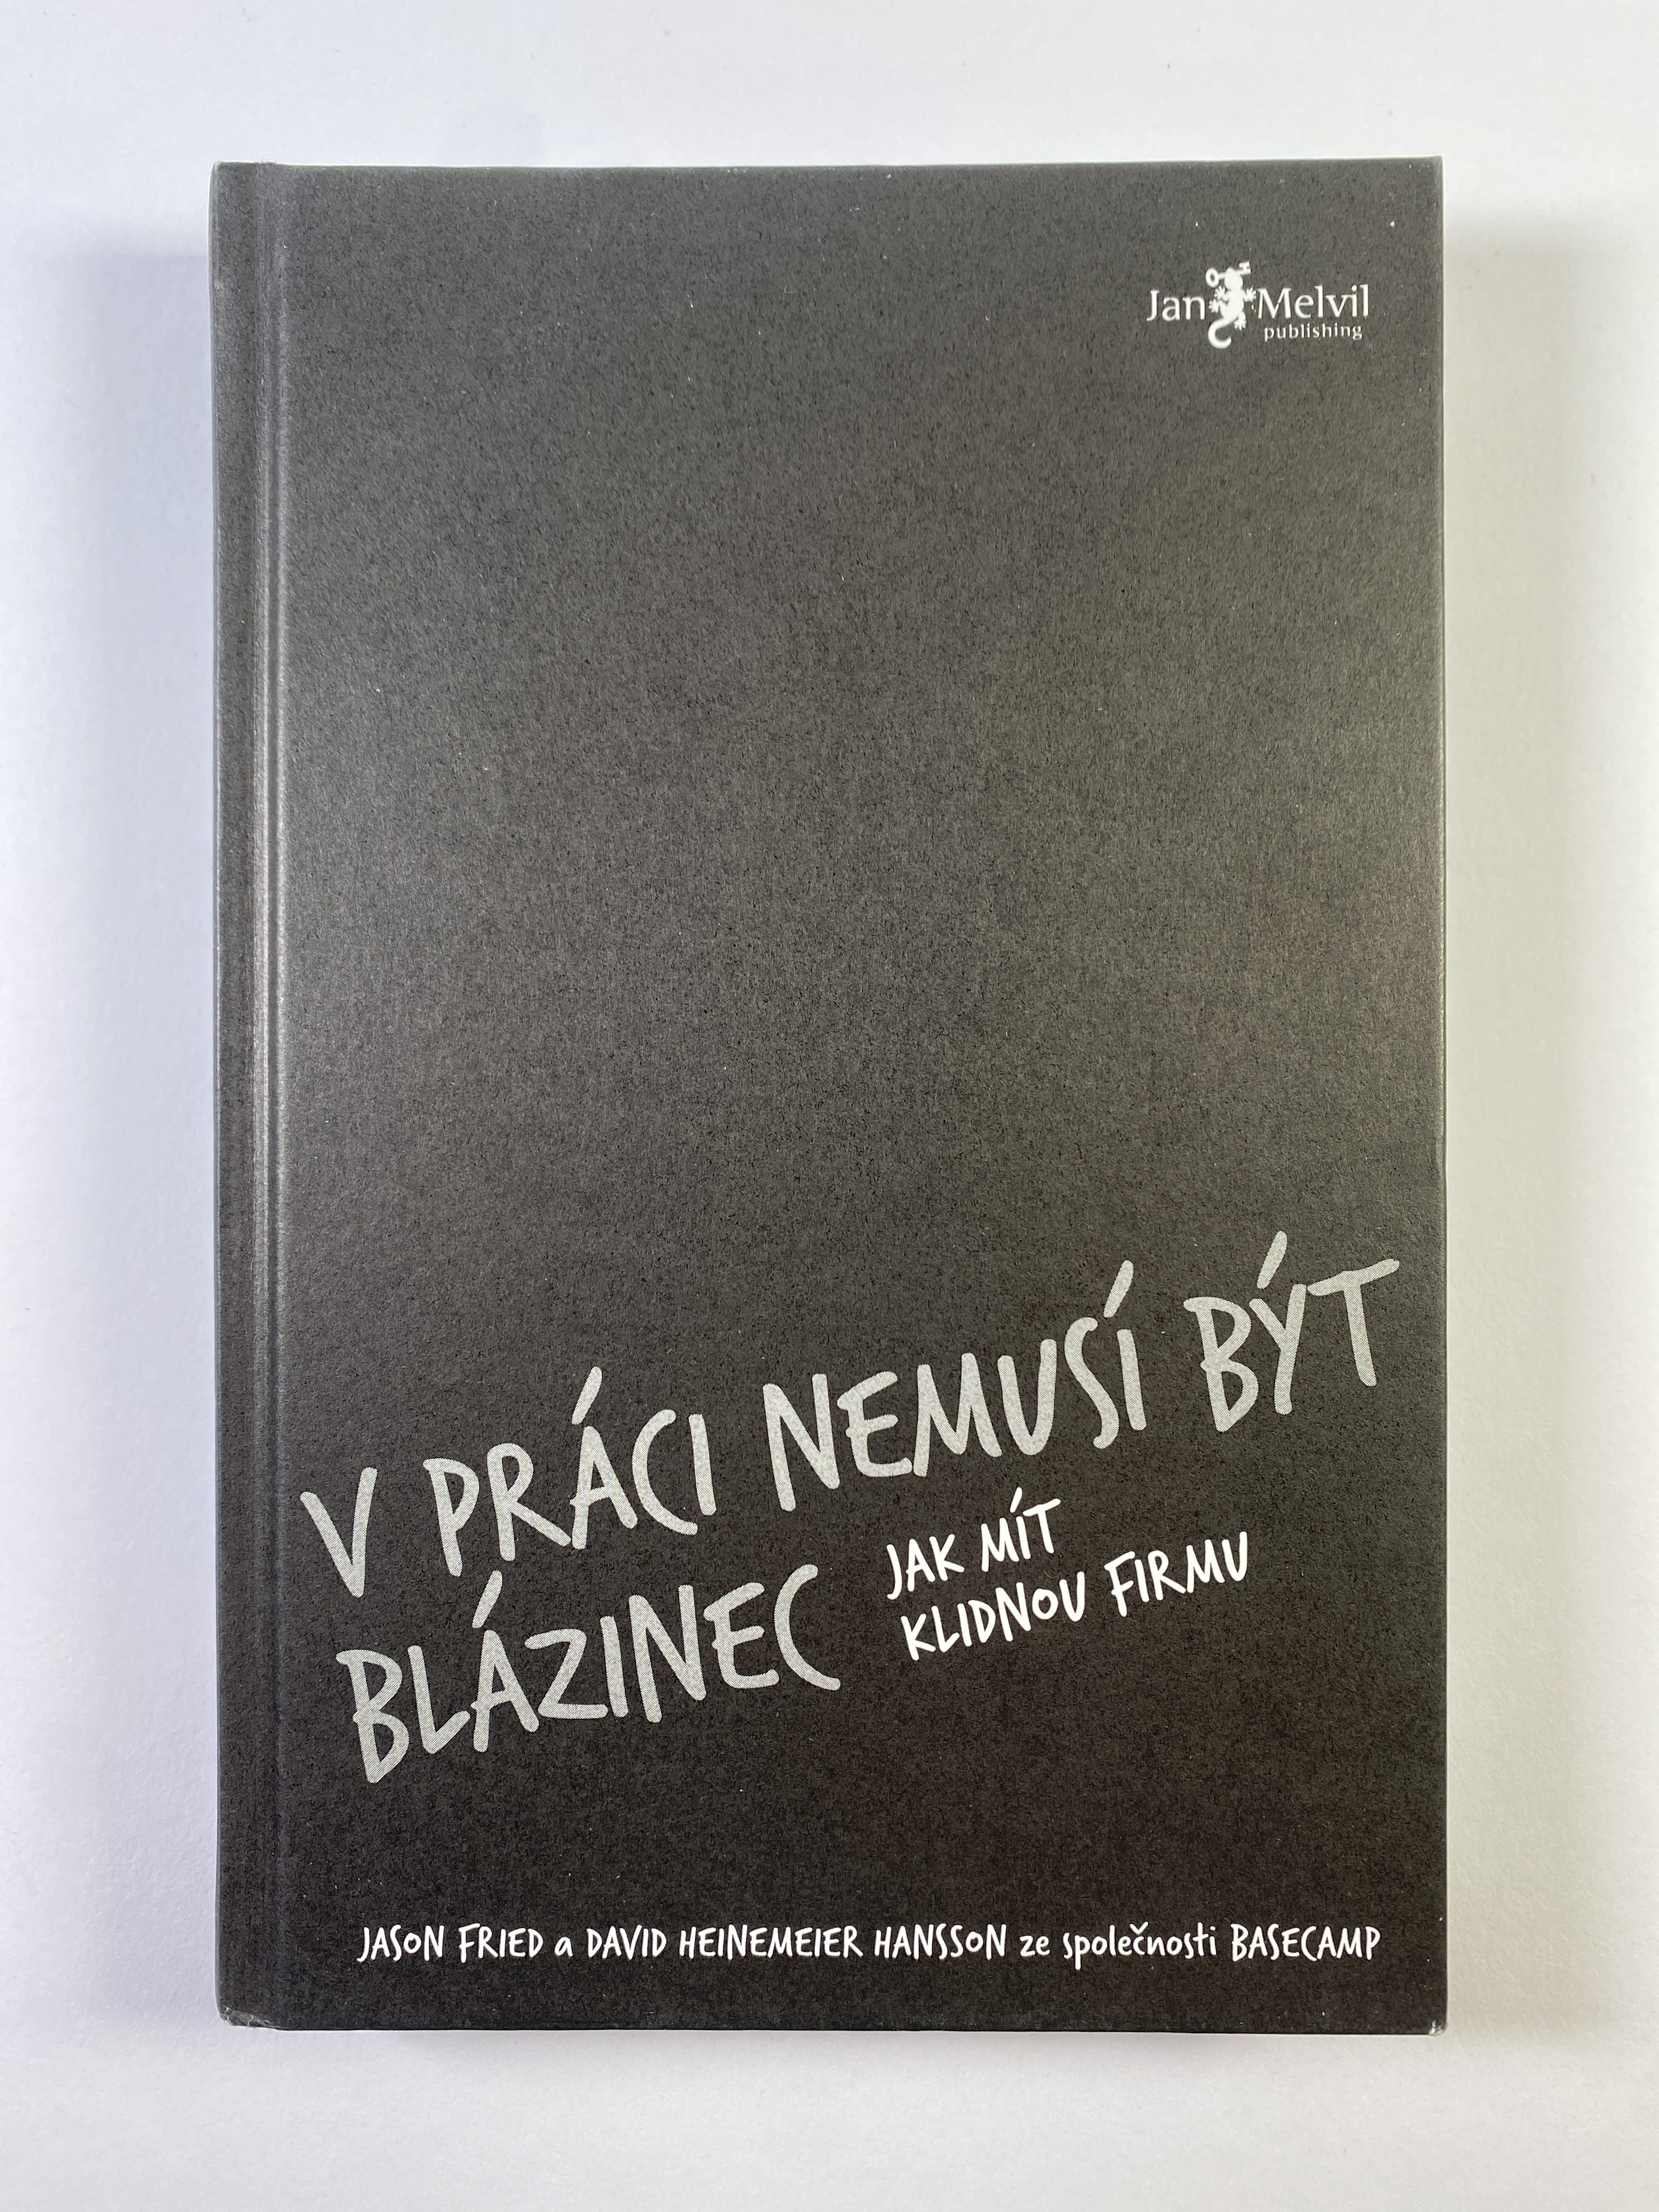 Jan Melvil
publishing
V PRÁCI NEMUSÍ BÝT
BLÁZINEC
JAK MÍT
KLIDNOU FIRMU
JASON FRIED a DAVID HEINEMEIER HANSSON ze společnosti BASECAMP